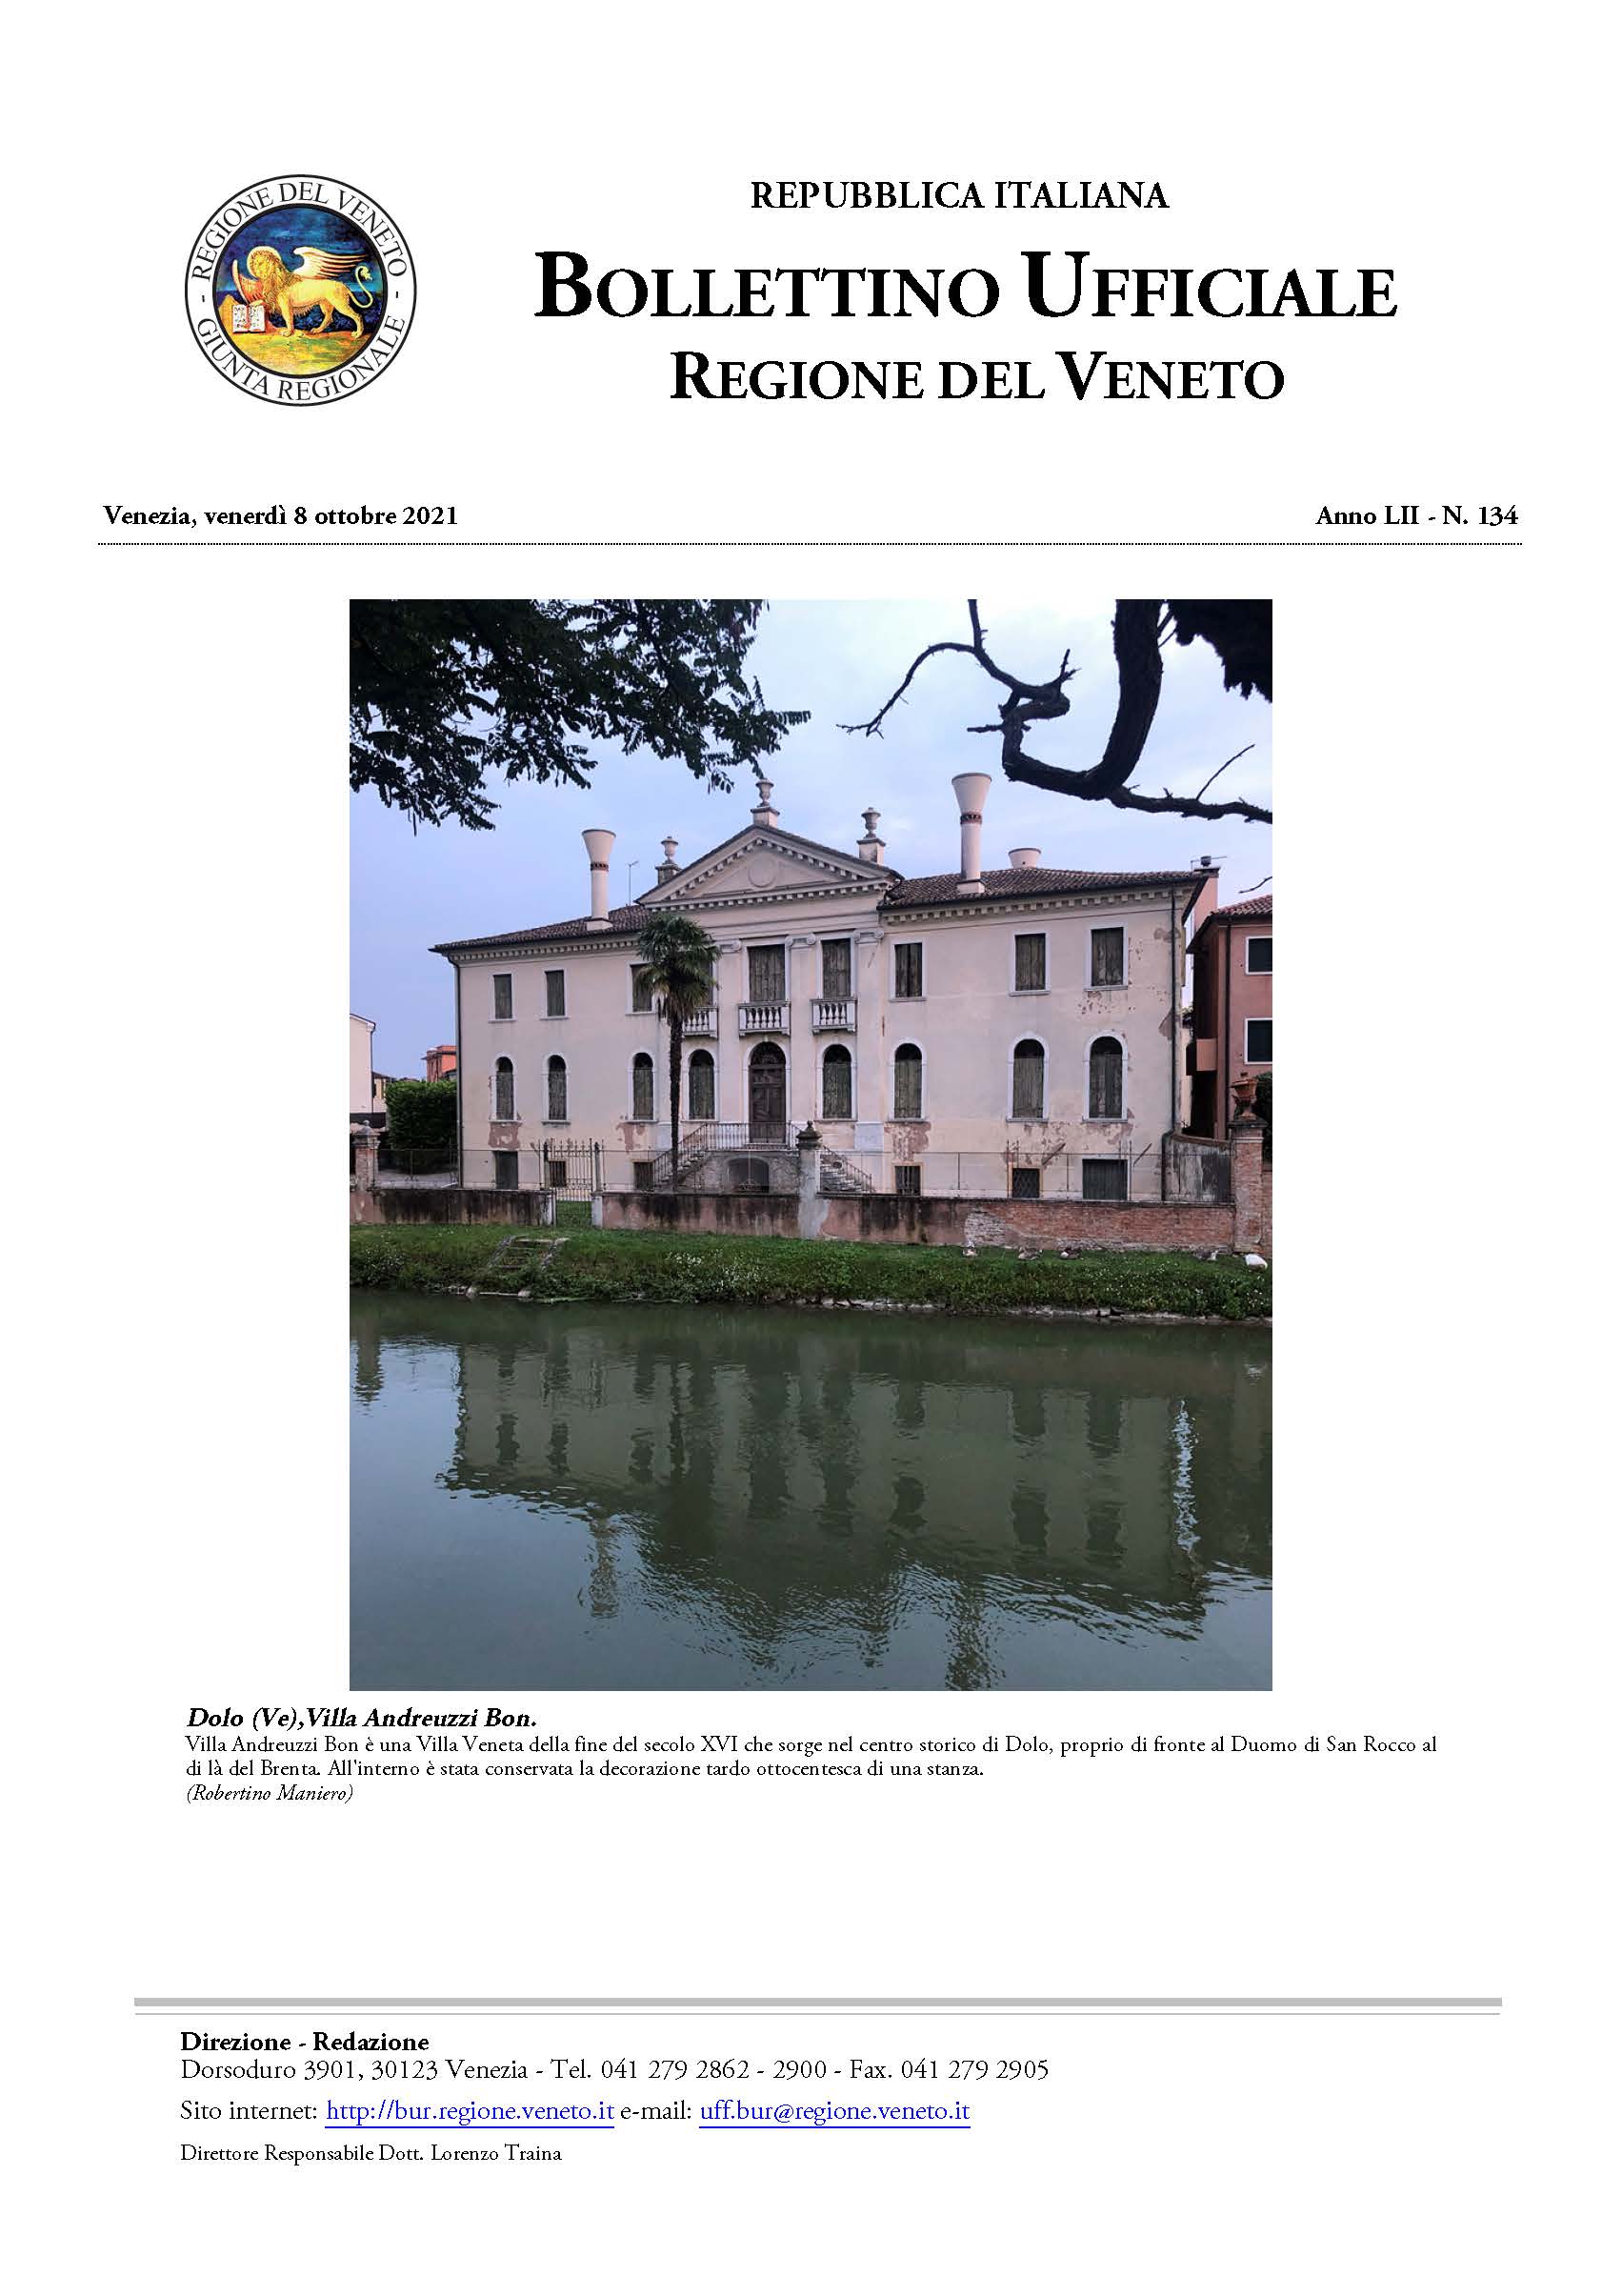 REGIONE DEL VENETO
- GIUNTA REGIONALE -
REPUBBLICA ITALIANA
BOLLETTINO UFFICIALE
REGIONE DEL VENETO
Venezia, venerdì 8 ottobre 2021
Anno LII - N. 134
Dolo (Ve),Villa Andreuzzi Bon.
Villa Andreuzzi Bon è una Villa Veneta della fine del secolo XVI che sorge nel centro storico di Dolo, proprio di fronte al Duomo di San Rocco al
di là del Brenta. All'interno è stata conservata la decorazione tardo ottocentesca di una stanza.
(Robertino Maniero)
Direzione - Redazione
Dorsoduro 3901, 30123 Venezia - Tel. 041 279 2862 - 2900 - Fax. 041 279 2905
Sito internet: http://bur.regione.veneto.it e-mail: uff.bur@regione.veneto.it
Direttore Responsabile Dott. Lorenzo Traina